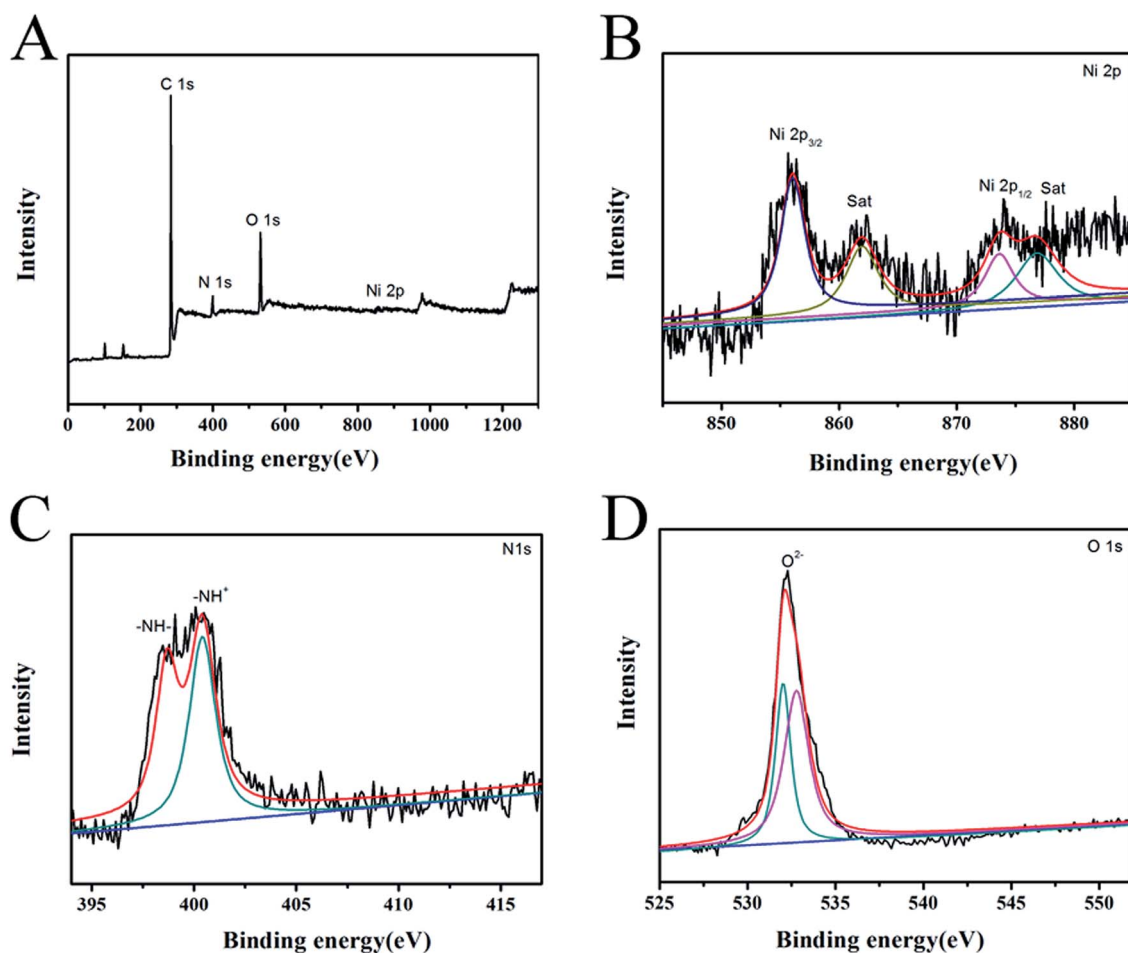 A
C 1s
O 1s
N 1s
Ni 2p
Intensity
0 200 400 600 800 1000 1200
Binding energy(eV)
B
Ni 2p
Ni 2p3/2
Sat
Ni 2p1/2 Sat
Intensity
850 860 870 880
Binding energy(eV)
C
N1s
-NH+
-NH-
Intensity
395 400 405 410 415
Binding energy(eV)
D
O 1s
O2-
Intensity
525 530 535 540 545 550
Binding energy(eV)